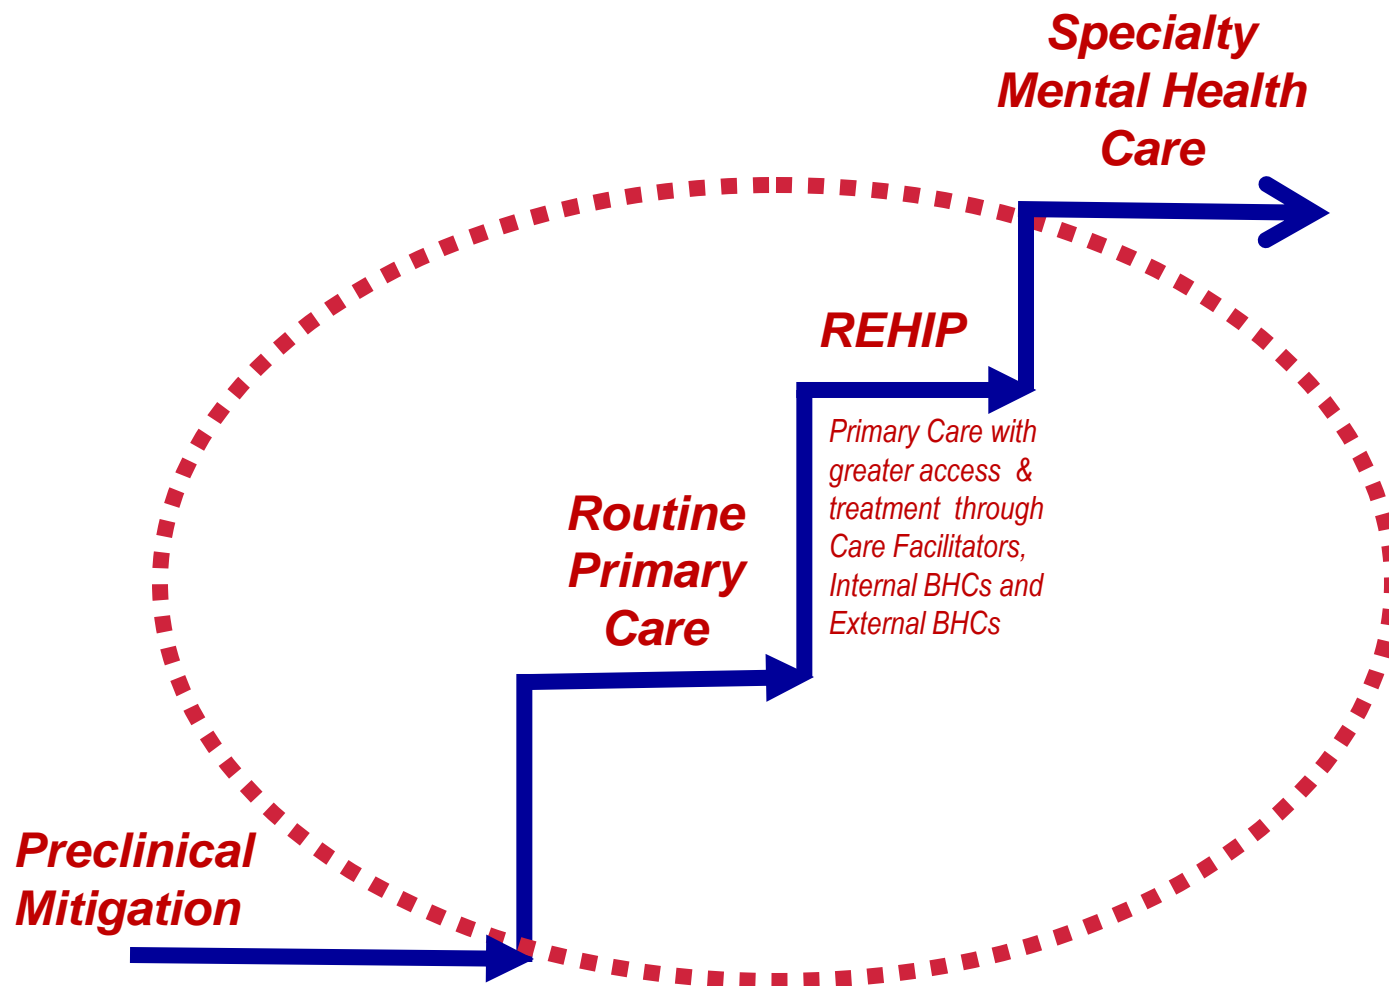 Specialty
Mental Health
Care
REHIP
Primary Care with
greater access & 
treatment through
Care Facilitators,
Internal BHCs and
External BHCs
Routine
Primary
Care
Preclinical
Mitigation